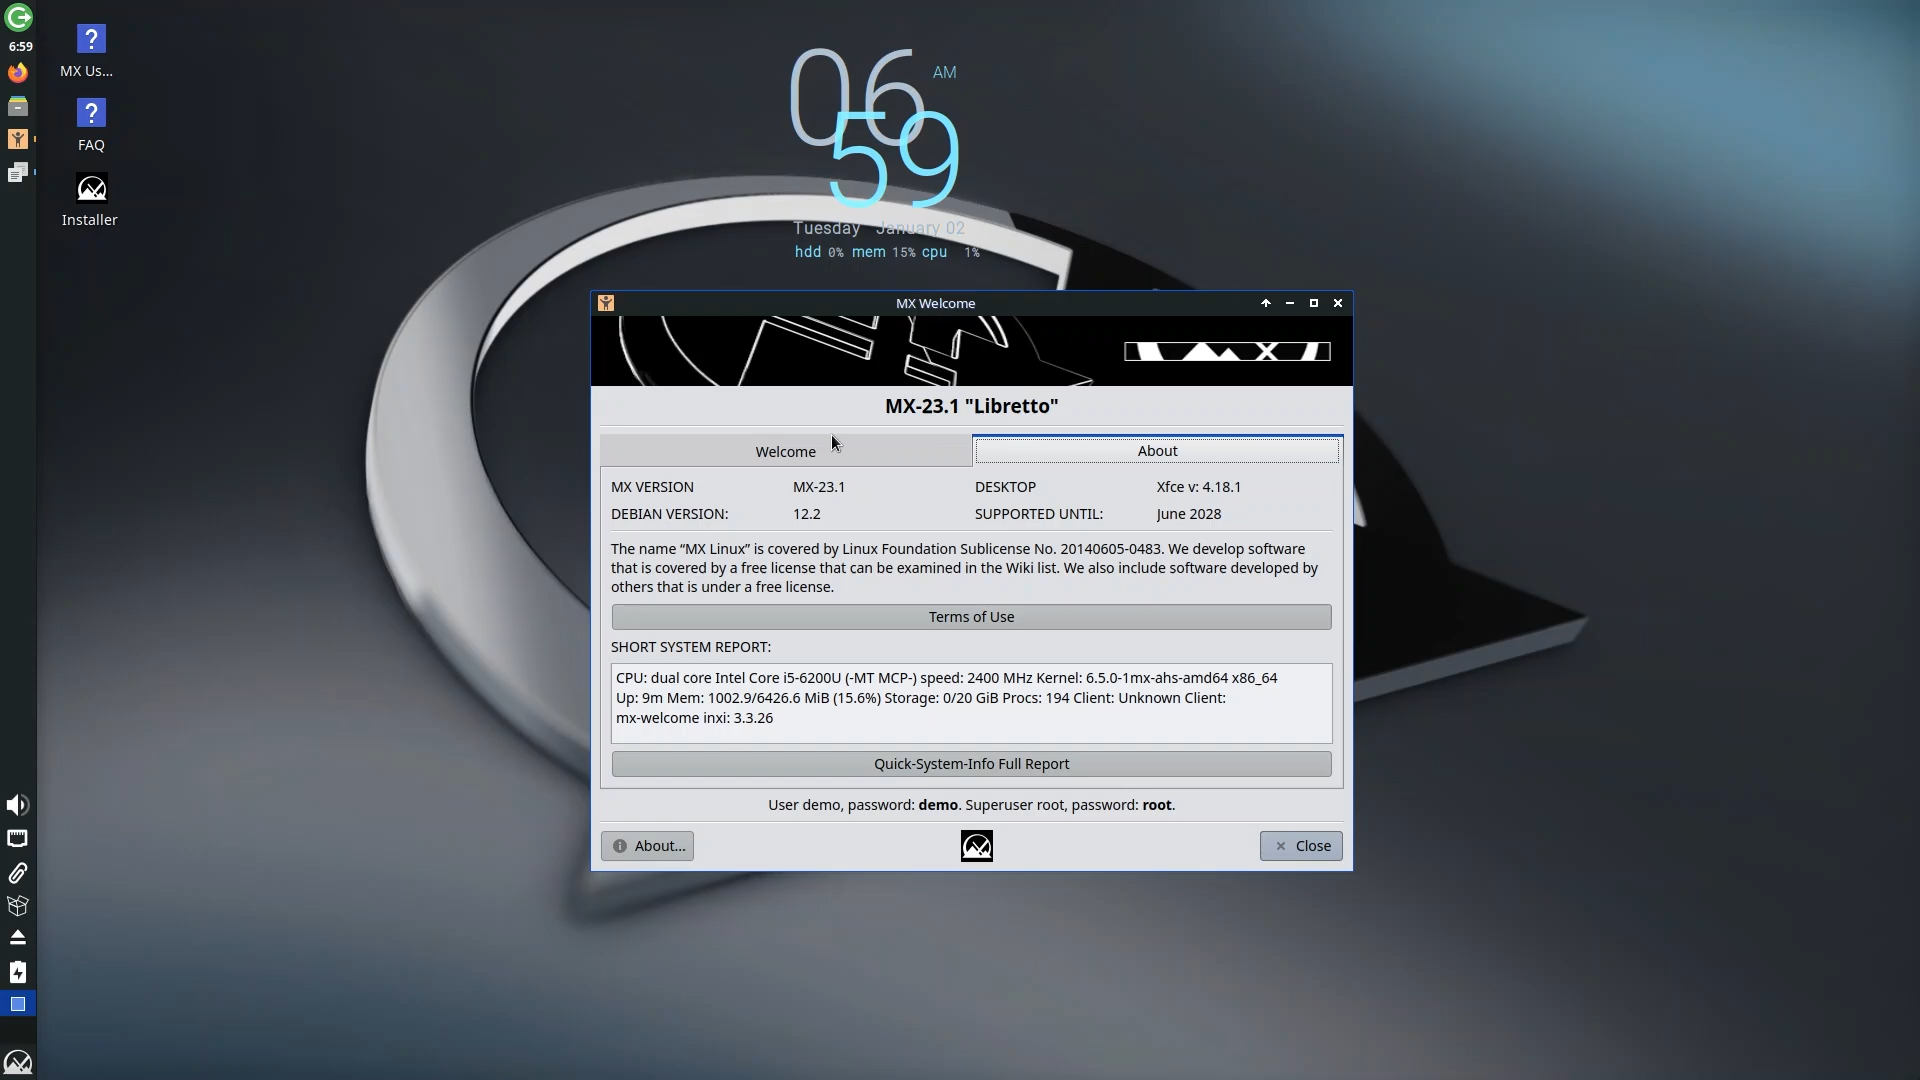 6:59
MX Us...
FAQ
Installer
06
AM
59
Tuesday January 02
hdd 0% mem 15% cpu 1%
MX Welcome
MX
MX-23.1 "Libretto"
Welcome
About
MX VERSION MX-23.1 DESKTOP Xfce v: 4.18.1
DEBIAN VERSION: 12.2 SUPPORTED UNTIL: June 2028
The name “MX Linux” is covered by Linux Foundation Sublicense No. 20140605-0483. We develop software
that is covered by a free license that can be examined in the Wiki list. We also include software developed by
others that is under a free license.
Terms of Use
SHORT SYSTEM REPORT:
CPU: dual core Intel Core i5-6200U (-MT MCP-) speed: 2400 MHz Kernel: 6.5.0-1mx-ahs-amd64 x86_64
Up: 9m Mem: 1002.9/6426.6 MiB (15.6%) Storage: 0/20 GiB Procs: 194 Client: Unknown Client:
mx-welcome inxi: 3.3.26
Quick-System-Info Full Report
User demo, password: demo. Superuser root, password: root.
About...
Close